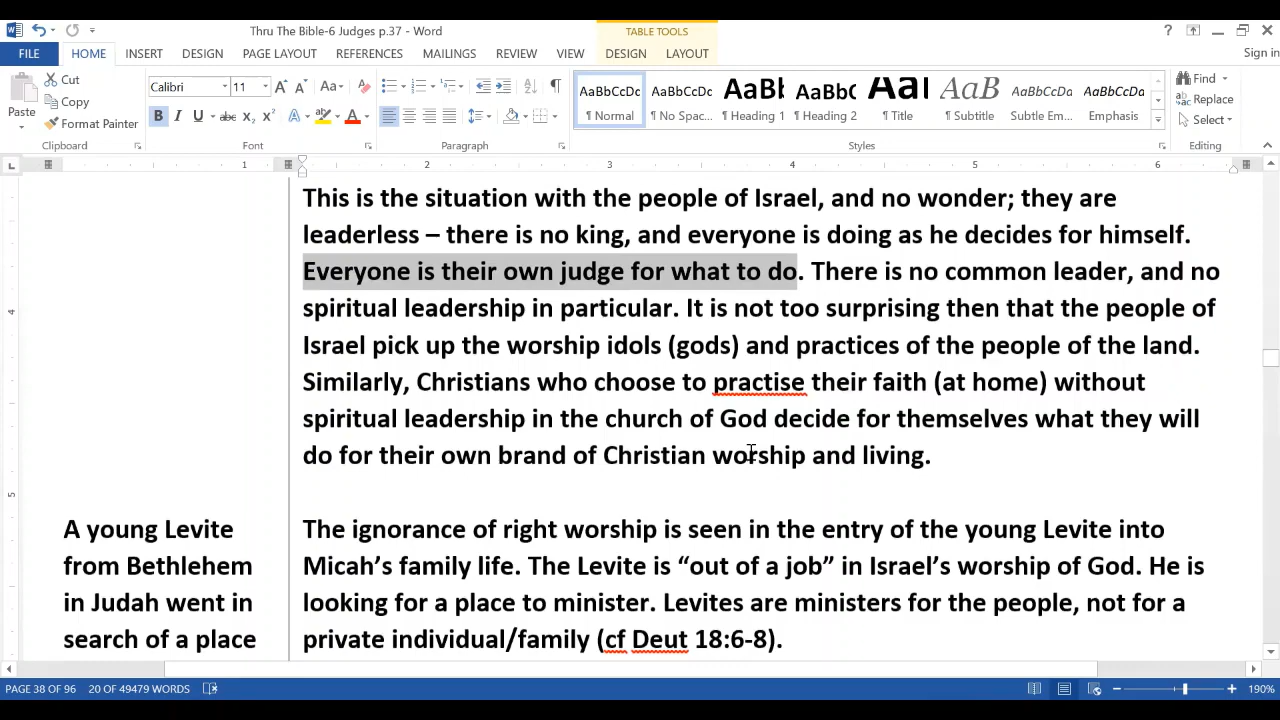 Thru The Bible-6 Judges p.37 - Word
TABLE TOOLS
Sign in
FILE HOME INSERT DESIGN PAGE LAYOUT REFERENCES MAILINGS REVIEW VIEW DESIGN LAYOUT
Paste
Cut
Copy
Format Painter
Clipboard
Calibri 11
Font
Paragraph
AaBbCcDc AaBbCcDc AaBb AaBbC AaB AaB AaBbCcDc AaBbCcDc
¶ Normal ¶ No Spac... ¶ Heading 1 ¶ Heading 2 ¶ Title ¶ Subtitle Subtle Em... Emphasis
Styles
Find
Replace
Select
Editing
1 2 3 4 5 6
This is the situation with the people of Israel, and no wonder; they are
leaderless – there is no king, and everyone is doing as he decides for himself.
Everyone is their own judge for what to do. There is no common leader, and no
spiritual leadership in particular. It is not too surprising then that the people of
Israel pick up the worship idols (gods) and practices of the people of the land.
Similarly, Christians who choose to practise their faith (at home) without
spiritual leadership in the church of God decide for themselves what they will
do for their own brand of Christian worship and living.
A young Levite
from Bethlehem
in Judah went in
search of a place
The ignorance of right worship is seen in the entry of the young Levite into
Micah’s family life. The Levite is “out of a job” in Israel’s worship of God. He is
looking for a place to minister. Levites are ministers for the people, not for a
private individual/family (cf Deut 18:6-8).
4
5
PAGE 38 OF 96 20 OF 49479 WORDS 190%